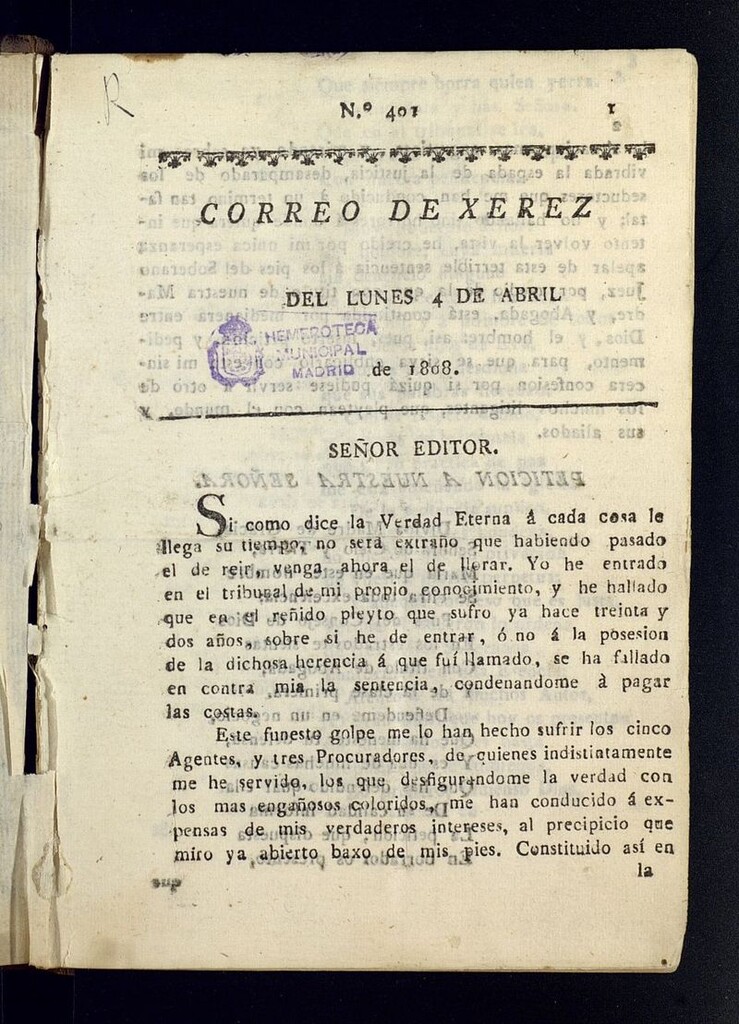 R
N.º 401 1
CORREO DE XEREZ
DEL LUNES 4 DE ABRIL
HEMEROTECA
MUNICIPAL
MADRID
de 1808.
SEÑOR EDITOR.
Si como dice la Verdad Eterna á cada cosa le
llega su tiempo, no será extraño que habiendo pasado
el de reir, venga ahora el de llorar. Yo he entrado
en el tribunal de mi propio conocimiento, y he hallado
que en el reñido pleyto que sufro ya hace treinta y
dos años, sobre si he de entrar, ó no á la posesion
de la dichosa herencia á que fuí llamado, se ha fallado
en contra mia la sentencia, condenandome à pagar
las costas.
Este funesto golpe me lo han hecho sufrir los cinco
Agentes, y tres Procuradores, de quienes indistintamente
me he servido, los que desfigurandome la verdad con
los mas engañosos coloridos, me han conducido á ex-
pensas de mis verdaderos intereses, al precipicio que
miro ya abierto baxo de mis pies. Constituido así en
la